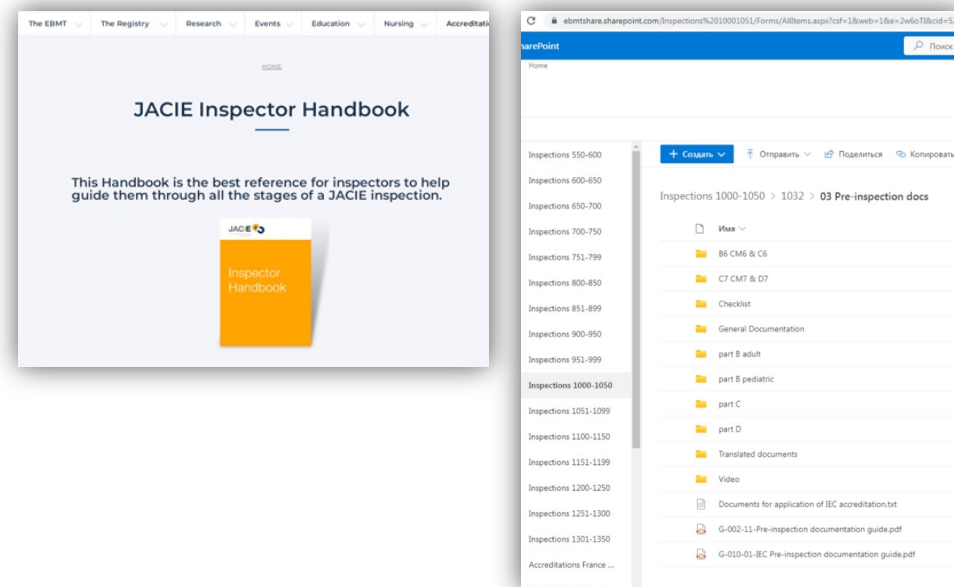 The EBMT
The Registry
Research
Events
Education
Nursing
HOME
JACIE Inspector Handbook
This Handbook is the best reference for inspectors to help
guide them through all the stages of a JACIE inspection.
JACIE
Inspector
Handbook
ebmtshare.sharepoint.com/Inspections%2010001051/Forms/AllItems.aspx?csf=1&web=1&e=2w6oTI&cid=5
Поиск
Home
Inspections 550-600
Inspections 600-650
Inspections 650-700
Inspections 700-750
Inspections 751-799
Inspections 800-850
Inspections 851-899
Inspections 900-950
Inspections 951-999
Inspections 1000-1050
Inspections 1051-1099
Inspections 1100-1150
Inspections 1151-1199
Inspections 1200-1250
Inspections 1251-1300
Inspections 1301-1350
Accreditations France ...
+ Создать
Отправить
Поделиться
Копировать
Inspections 1000-1050 > 1032 > 03 Pre-inspection docs
Имя
B6 CM6 & C6
C7 CM7 & D7
Checklist
General Documentation
part B adult
part B pediatric
part C
part D
Translated documents
Video
Documents for application of IEC accreditation.txt
G-002-11-Pre-inspection documentation guide.pdf
G-010-01-IEC Pre-inspection documentation guide.pdf